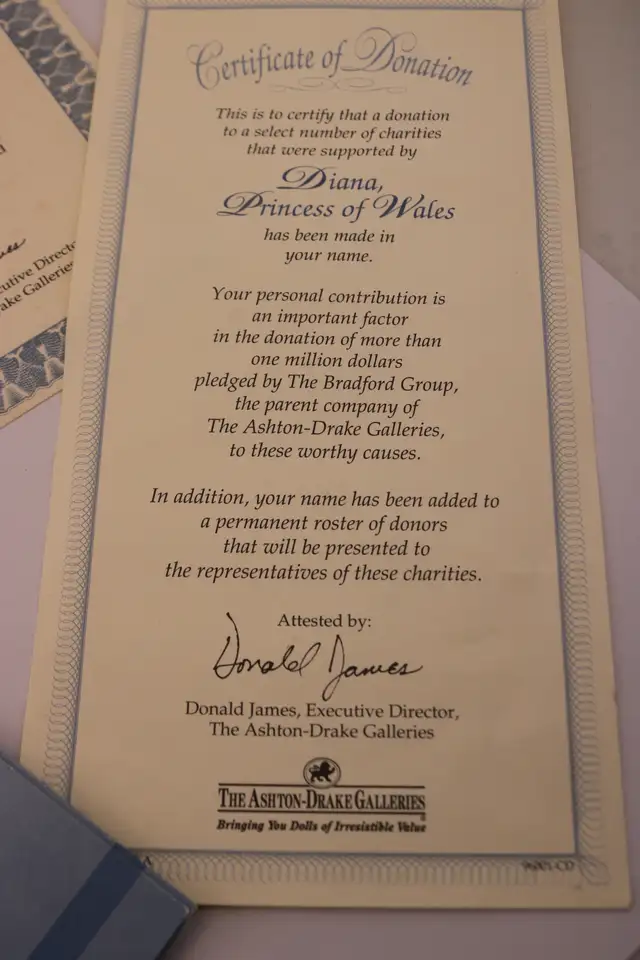 Certificate of Donation
This is to certify that a donation
to a select number of charities
that were supported by
Diana,
Princess of Wales
has been made in
your name.
Your personal contribution is
an important factor
in the donation of more than
one million dollars
pledged by The Bradford Group,
the parent company of
The Ashton-Drake Galleries,
to these worthy causes.
In addition, your name has been added to
a permanent roster of donors
that will be presented to
the representatives of these charities.
Attested by:
Donald James
Donald James, Executive Director,
The Ashton-Drake Galleries
THE ASHTON-DRAKE GALLERIES
®
Bringing You Dolls of Irresistible Value
A
cutive Directo
ake Galleries